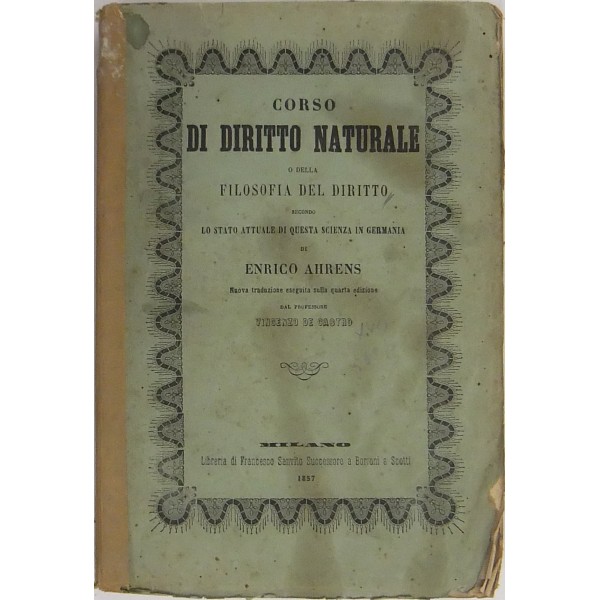 CORSO
DI DIRITTO NATURALE
O DELLA
FILOSOFIA DEL DIRITTO
SECONDO
LO STATO ATTUALE DI QUESTA SCIENZA IN GERMANIA
DI
ENRICO AHRENS
Nuova traduzione eseguita sulla quarta edizione
DAL PROFESSORE
VINCENZO DE CASTRO
MILANO
Libreria di Francesco Sanvito Successore a Borroni e Scotti
1857